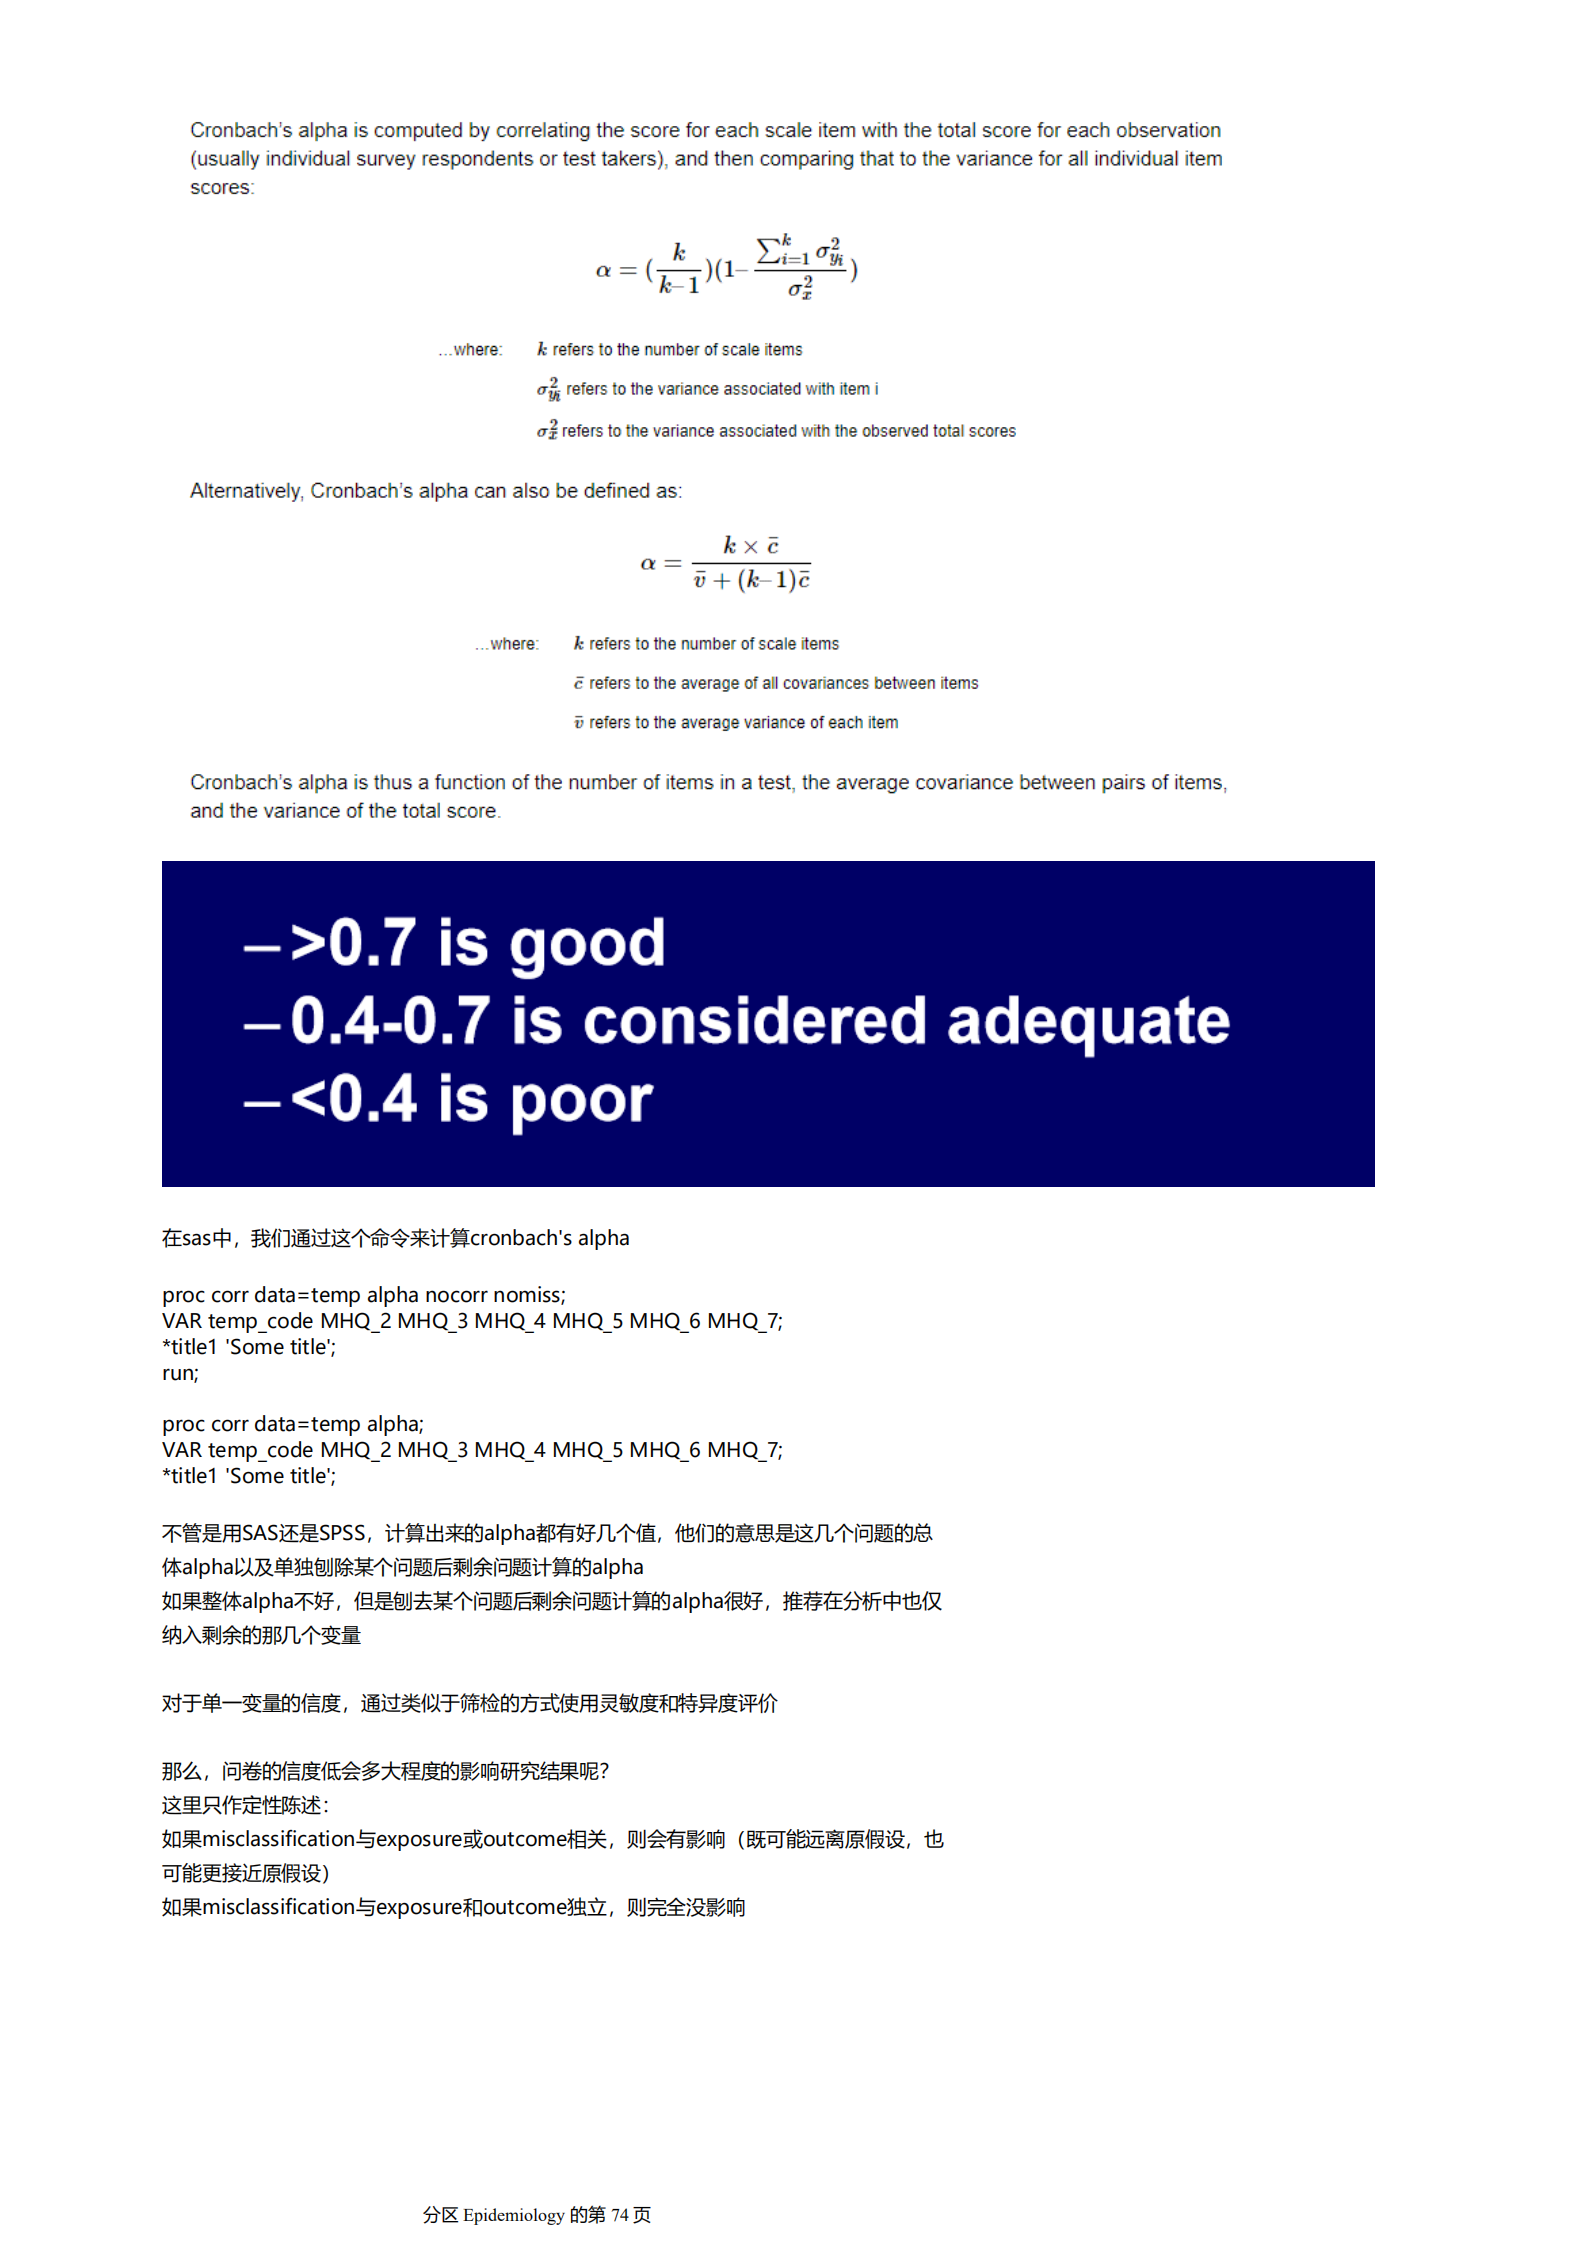 Cronbach's alpha is computed by correlating the score for each scale item with the total score for each observation
(usually individual survey respondents or test takers), and then comparing that to the variance for all individual item
scores:
α = (k/(k–1))(1–(∑_{i=1}^{k} σ²_{yi})/(σ²_x))
...where: k refers to the number of scale items
σ²_{yi} refers to the variance associated with item i
σ²_x refers to the variance associated with the observed total scores
Alternatively, Cronbach's alpha can also be defined as:
α = (k × c̄)/(v̄ + (k–1)c̄)
...where: k refers to the number of scale items
c̄ refers to the average of all covariances between items
v̄ refers to the average variance of each item
Cronbach's alpha is thus a function of the number of items in a test, the average covariance between pairs of items,
and the variance of the total score.
–>0.7 is good
–0.4-0.7 is considered adequate
–<0.4 is poor
在sas中，我们通过这个命令来计算cronbach's alpha
proc corr data=temp alpha nocorr nomiss;
VAR temp_code MHQ_2 MHQ_3 MHQ_4 MHQ_5 MHQ_6 MHQ_7;
*title1 'Some title';
run;
proc corr data=temp alpha;
VAR temp_code MHQ_2 MHQ_3 MHQ_4 MHQ_5 MHQ_6 MHQ_7;
*title1 'Some title';
不管是用SAS还是SPSS，计算出来的alpha都有好几个值，他们的意思是这几个问题的总
体alpha以及单独刨除某个问题后剩余问题计算的alpha
如果整体alpha不好，但是刨去某个问题后剩余问题计算的alpha很好，推荐在分析中也仅
纳入剩余的那几个变量
对于单一变量的信度，通过类似于筛检的方式使用灵敏度和特异度评价
那么，问卷的信度低会多大程度的影响研究结果呢？
这里只作定性陈述：
如果misclassification与exposure或outcome相关，则会有影响（既可能远离原假设，也
可能更接近原假设）
如果misclassification与exposure和outcome独立，则完全没影响
分区 Epidemiology 的第 74 页